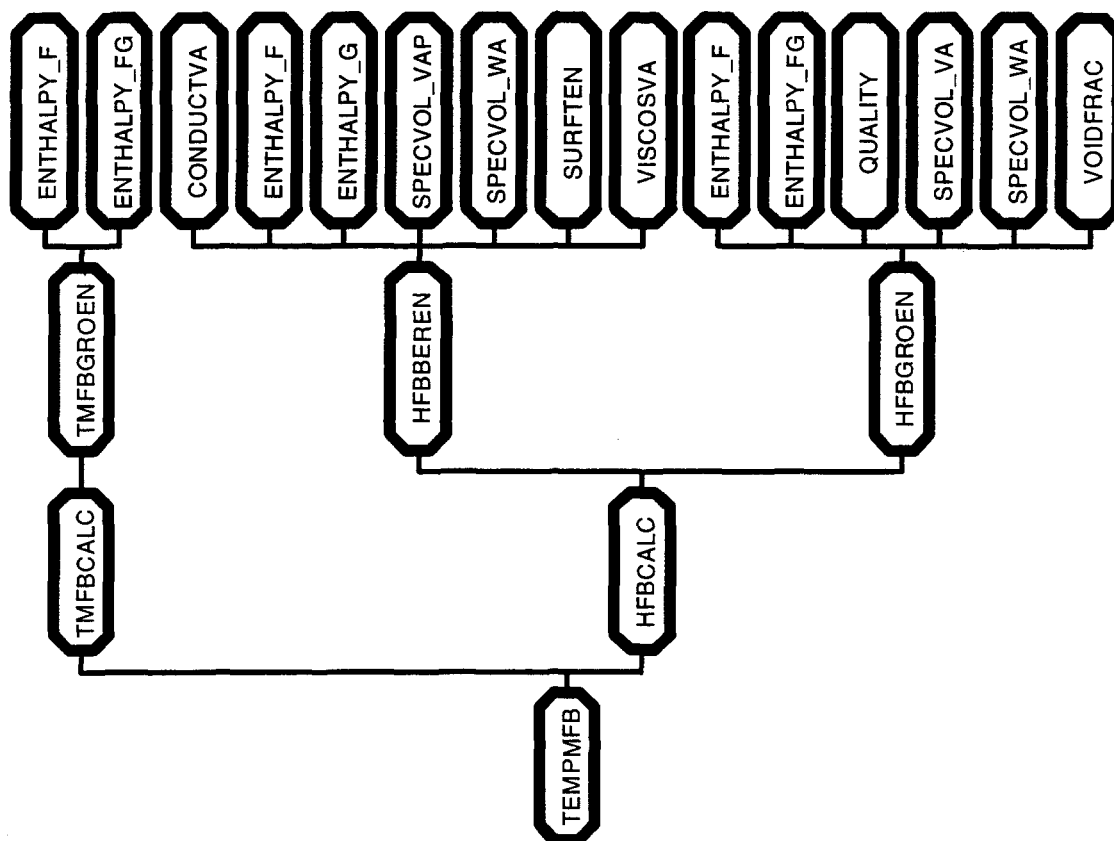 ENTHALPY_F
ENTHALPY_FG
CONDUCTVA
ENTHALPY_F
ENTHALPY_G
SPECVOL_VAP
SPECVOL_WA
SURFTEN
VISCOSVA
ENTHALPY_F
ENTHALPY_FG
QUALITY
SPECVOL_VA
SPECVOL_WA
VOIDFRAC
TMFBGROEN
HFBBEREN
HFBGROEN
TMFBCALC
HFBCALC
TEMPMFB